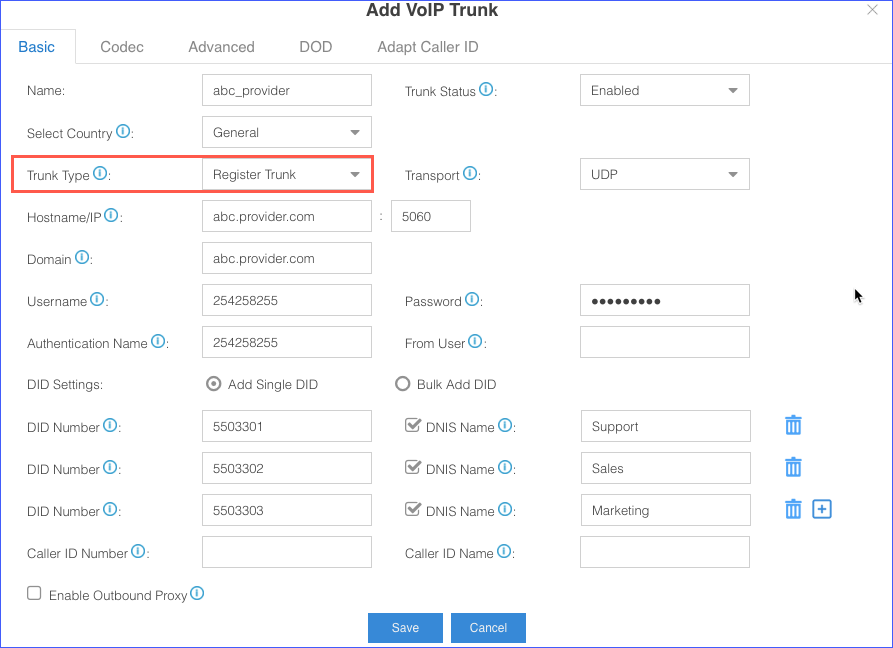 Add VoIP Trunk
Basic Codec Advanced DOD Adapt Caller ID
Name: abc_provider Trunk Status: Enabled
Select Country: General
Trunk Type: Register Trunk Transport: UDP
Hostname/IP: abc.provider.com : 5060
Domain: abc.provider.com
Username: 254258255 Password: •••••••••
Authentication Name: 254258255 From User:
DID Settings: Add Single DID Bulk Add DID
DID Number: 5503301 DNIS Name: Support
DID Number: 5503302 DNIS Name: Sales
DID Number: 5503303 DNIS Name: Marketing
Caller ID Number: Caller ID Name:
Enable Outbound Proxy
Save Cancel